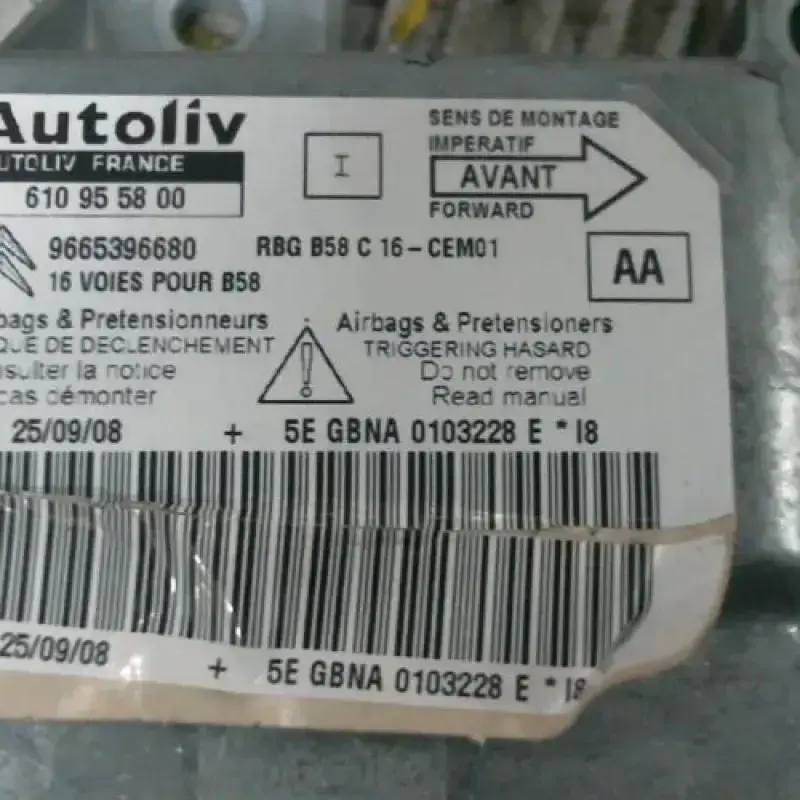 Autoliv
AUTOLIV FRANCE
610 95 58 00
I
SENS DE MONTAGE
IMPERATIF
AVANT
FORWARD
9665396680 RBG B58 C 16-CEM01
16 VOIES POUR B58
AA
bags & Pretensionneurs
QUE DE DECLENCHEMENT
nsulter la notice
cas démonter
Airbags & Pretensioners
TRIGGERING HASARD
Do not remove
Read manual
25/09/08 + 5E GBNA 0103228 E * I8
25/09/08 + 5E GBNA 0103228 E * I8